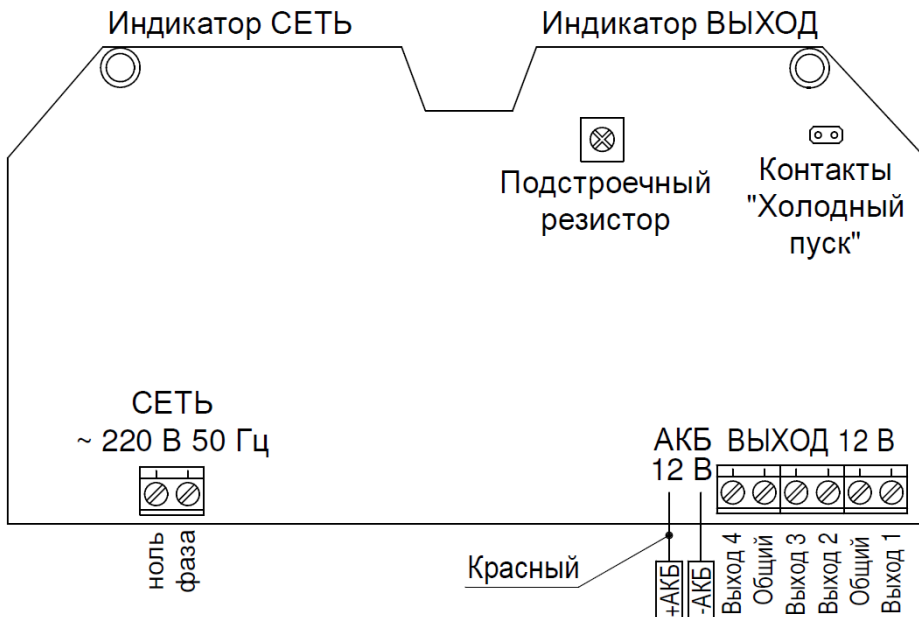 Индикатор СЕТЬ
Индикатор ВЫХОД
Подстроечный
резистор
Контакты
"Холодный
пуск"
СЕТЬ
~ 220 В 50 Гц
АКБ
12 В
ВЫХОД 12 В
ноль
фаза
Красный
+АКБ
-АКБ
Выход 4
Общий
Выход 3
Выход 2
Общий
Выход 1